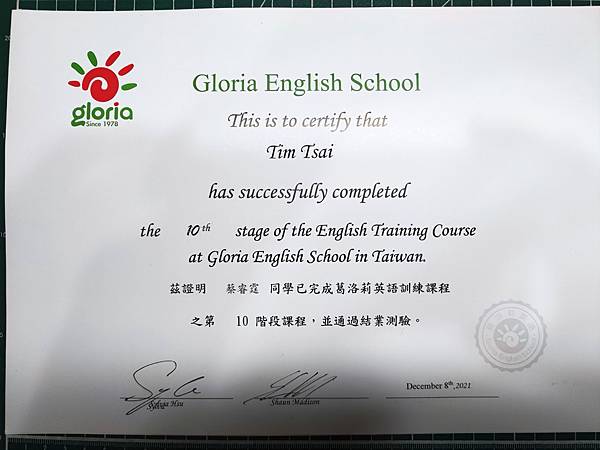 gloria
Since 1978
Gloria English School
This is to certify that
Tim Tsai
has successfully completed
the 10th stage of the English Training Course
at Gloria English School in Taiwan.
茲證明 蔡睿霆 同學已完成葛洛莉英語訓練課程
之第 10 階段課程，並通過結業測驗。
Sylvia Hsu
Shaun Madison
December 8th,2021